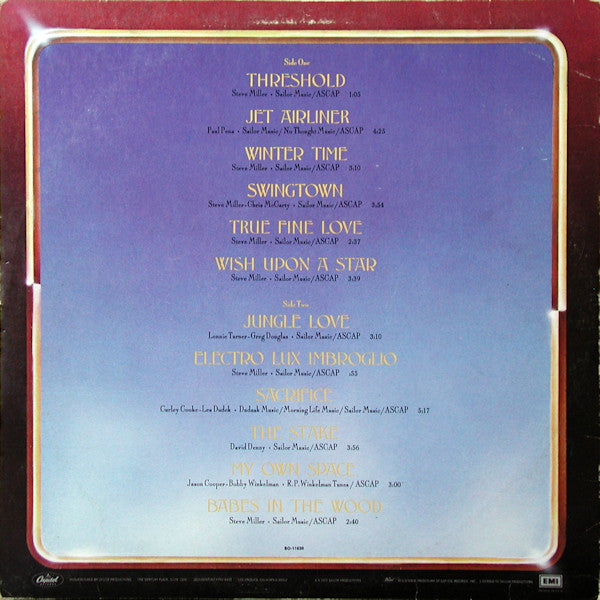 Side One
THRESHOLD
Steve Miller • Sailor Music/ASCAP 1:05
JET AIRLINER
Paul Pena • Sailor Music/No Thought Music/ASCAP 4:25
WINTER TIME
Steve Miller • Sailor Music/ASCAP 3:10
SWINGTOWN
Steve Miller-Chris McCarty • Sailor Music/ASCAP 3:54
TRUE FINE LOVE
Steve Miller • Sailor Music/ASCAP 2:37
WISH UPON A STAR
Steve Miller • Sailor Music/ASCAP 3:39
Side Two
JUNGLE LOVE
Lonnie Turner-Greg Douglas • Sailor Music/ASCAP 3:10
ELECTRO LUX IMBROGLIO
Steve Miller • Sailor Music/ASCAP :55
SACRIFICE
Curley Cooke-Les Dudek • Dudnak Music/Morning Life Music/Sailor Music/ASCAP 5:17
THE STAKE
David Denny • Sailor Music/ASCAP 3:56
MY OWN SPACE
Jason Cooper-Bobby Winkelman • R.P. Winkelman Tunes/ASCAP 3:00
BABES IN THE WOOD
Steve Miller • Sailor Music/ASCAP 2:40
SO-11630
Capitol
EMI